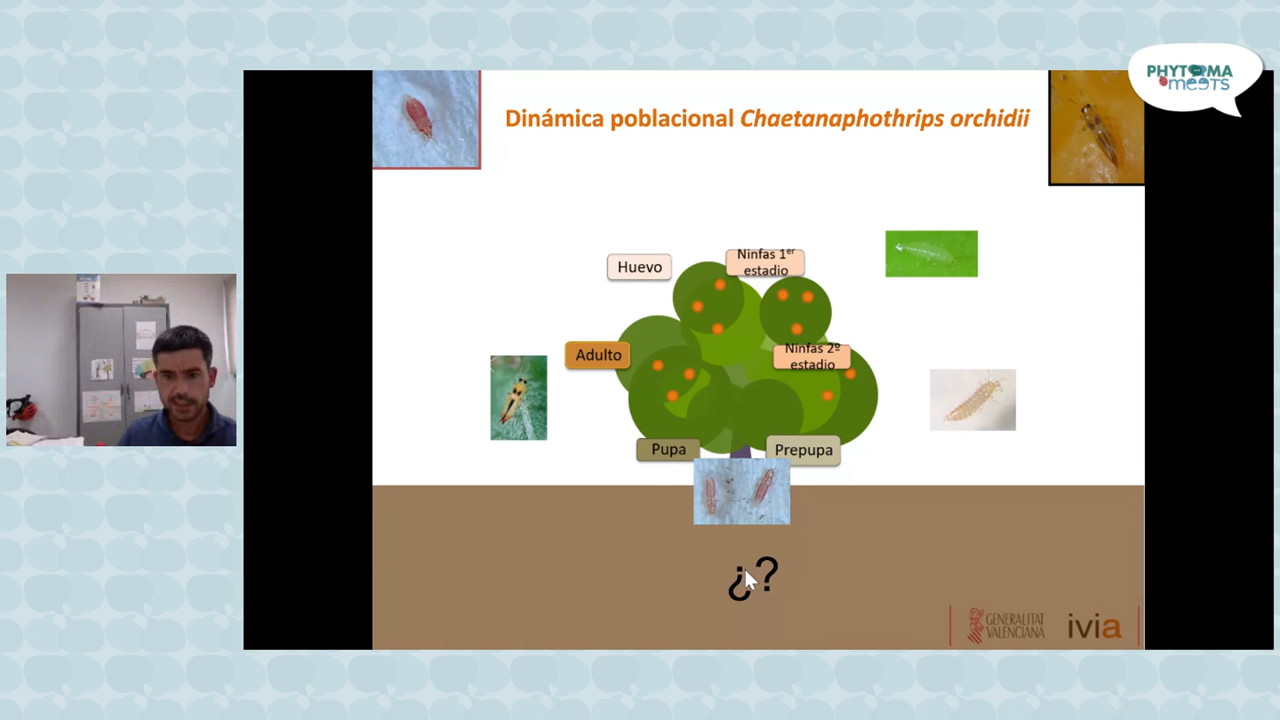 PHYTOMA
meets
Dinámica poblacional Chaetanaphothrips orchidii
Huevo
Ninfas 1er
estadio
Adulto
Ninfas 2º
estadio
Pupa
Prepupa
¿?
GENERALITAT
VALENCIANA
ivia